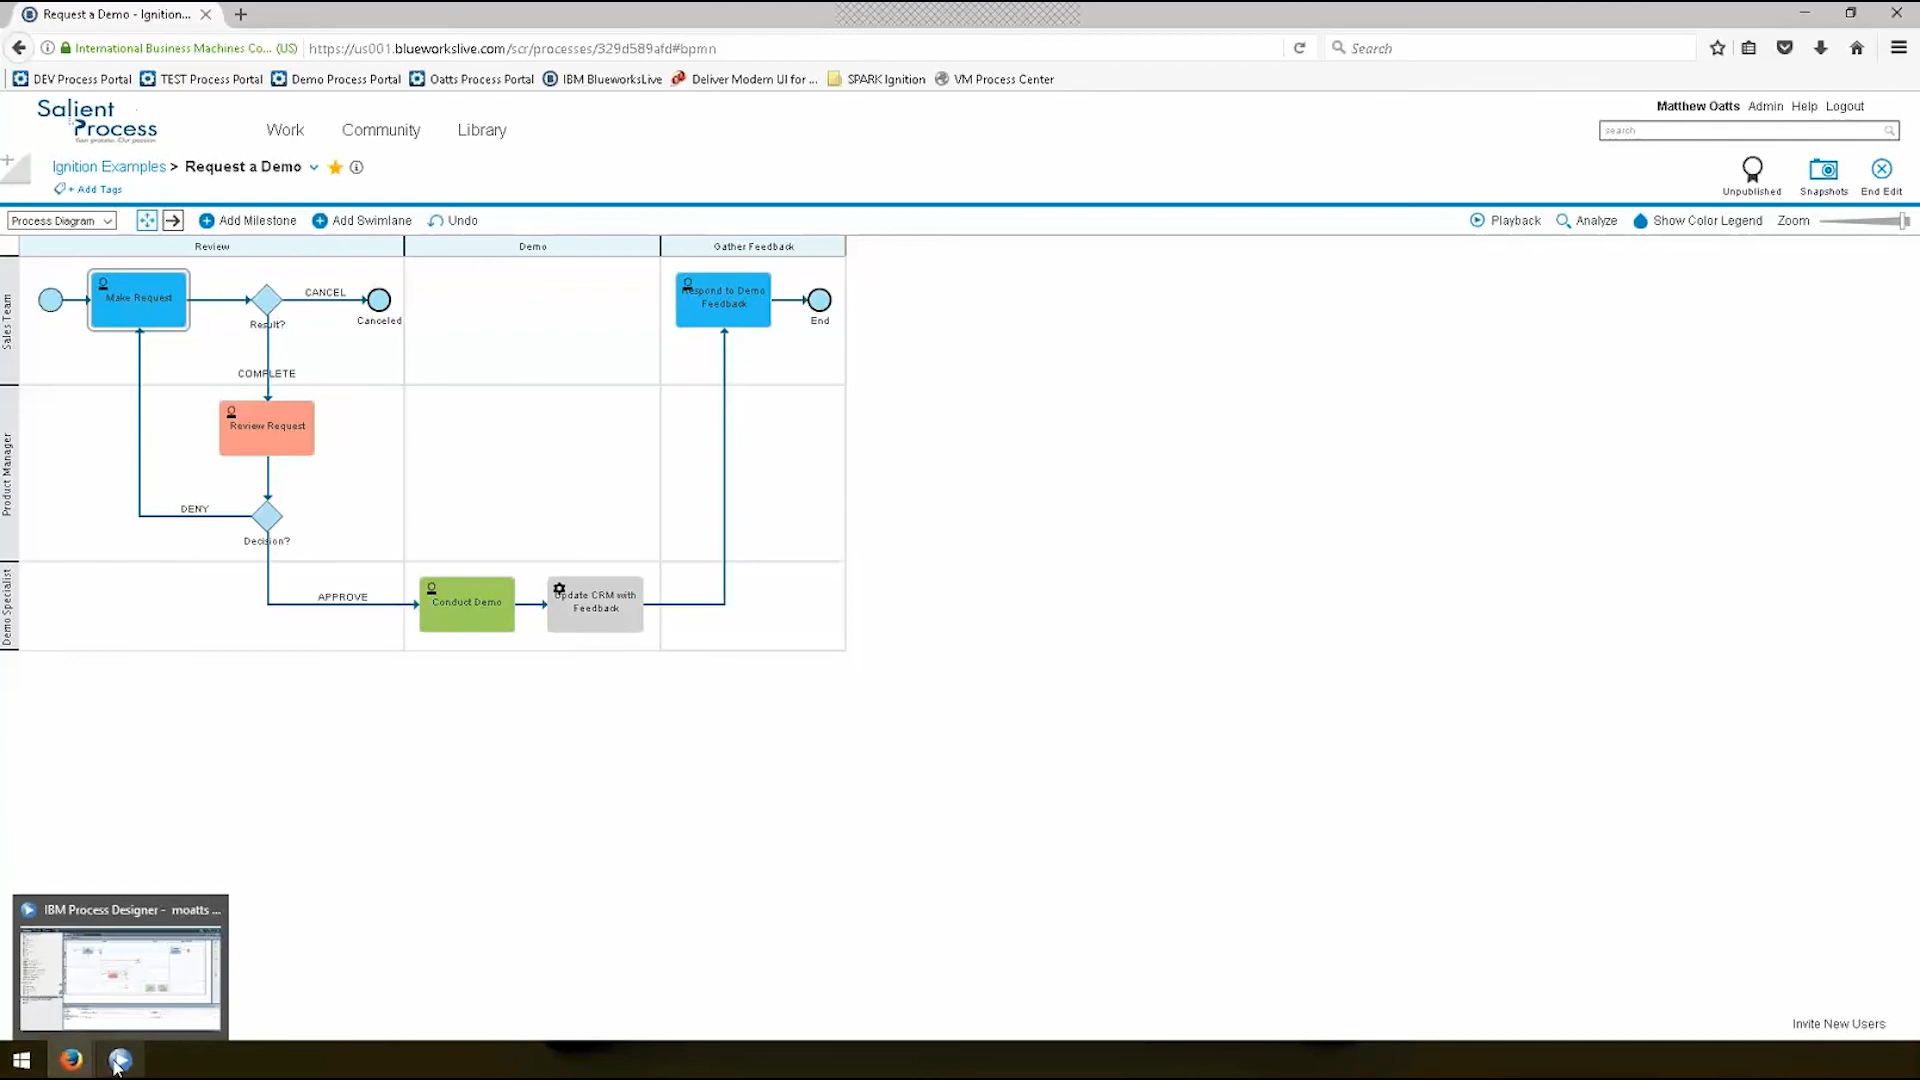 Request a Demo - Ignition...
International Business Machines Co... (US)
https://us001.blueworkslive.com/scr/processes/329d589afd#bpmn
Search
DEV Process Portal
TEST Process Portal
Demo Process Portal
Oatts Process Portal
IBM BlueworksLive
Deliver Modern UI for ...
SPARK Ignition
VM Process Center
Salient
Process
Your process. Our passion.
Work
Community
Library
Matthew Oatts
Admin
Help
Logout
search
Ignition Examples > Request a Demo
+ Add Tags
Unpublished
Snapshots
End Edit
Process Diagram
Add Milestone
Add Swimlane
Undo
Playback
Analyze
Show Color Legend
Zoom
Review
Demo
Gather Feedback
Sales Team
Make Request
Result?
CANCEL
Canceled
COMPLETE
Respond to Demo
Feedback
End
Product Manager
Review Request
DENY
Decision?
Demo Specialist
APPROVE
Conduct Demo
Update CRM with
Feedback
IBM Process Designer - moatts ...
Invite New Users